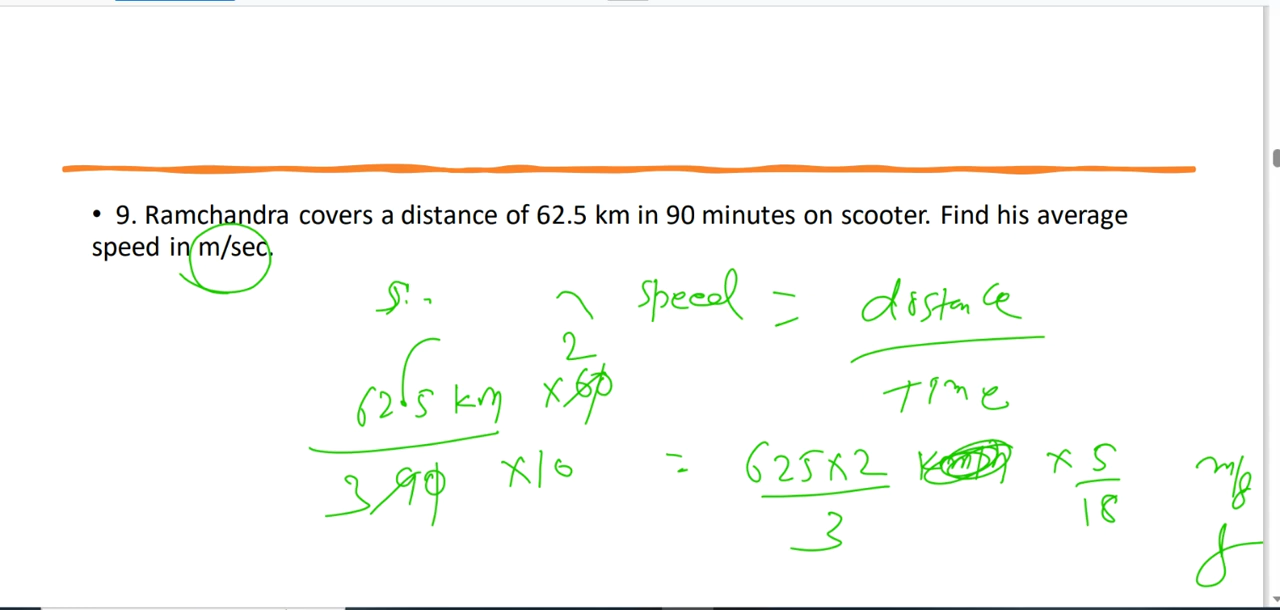 • 9. Ramchandra covers a distance of 62.5 km in 90 minutes on scooter. Find his average
speed in m/sec.
speed = distance
Time
2
62.5 km × 60
3 90 × 10 = 625×2 × 5
3 18
m/s